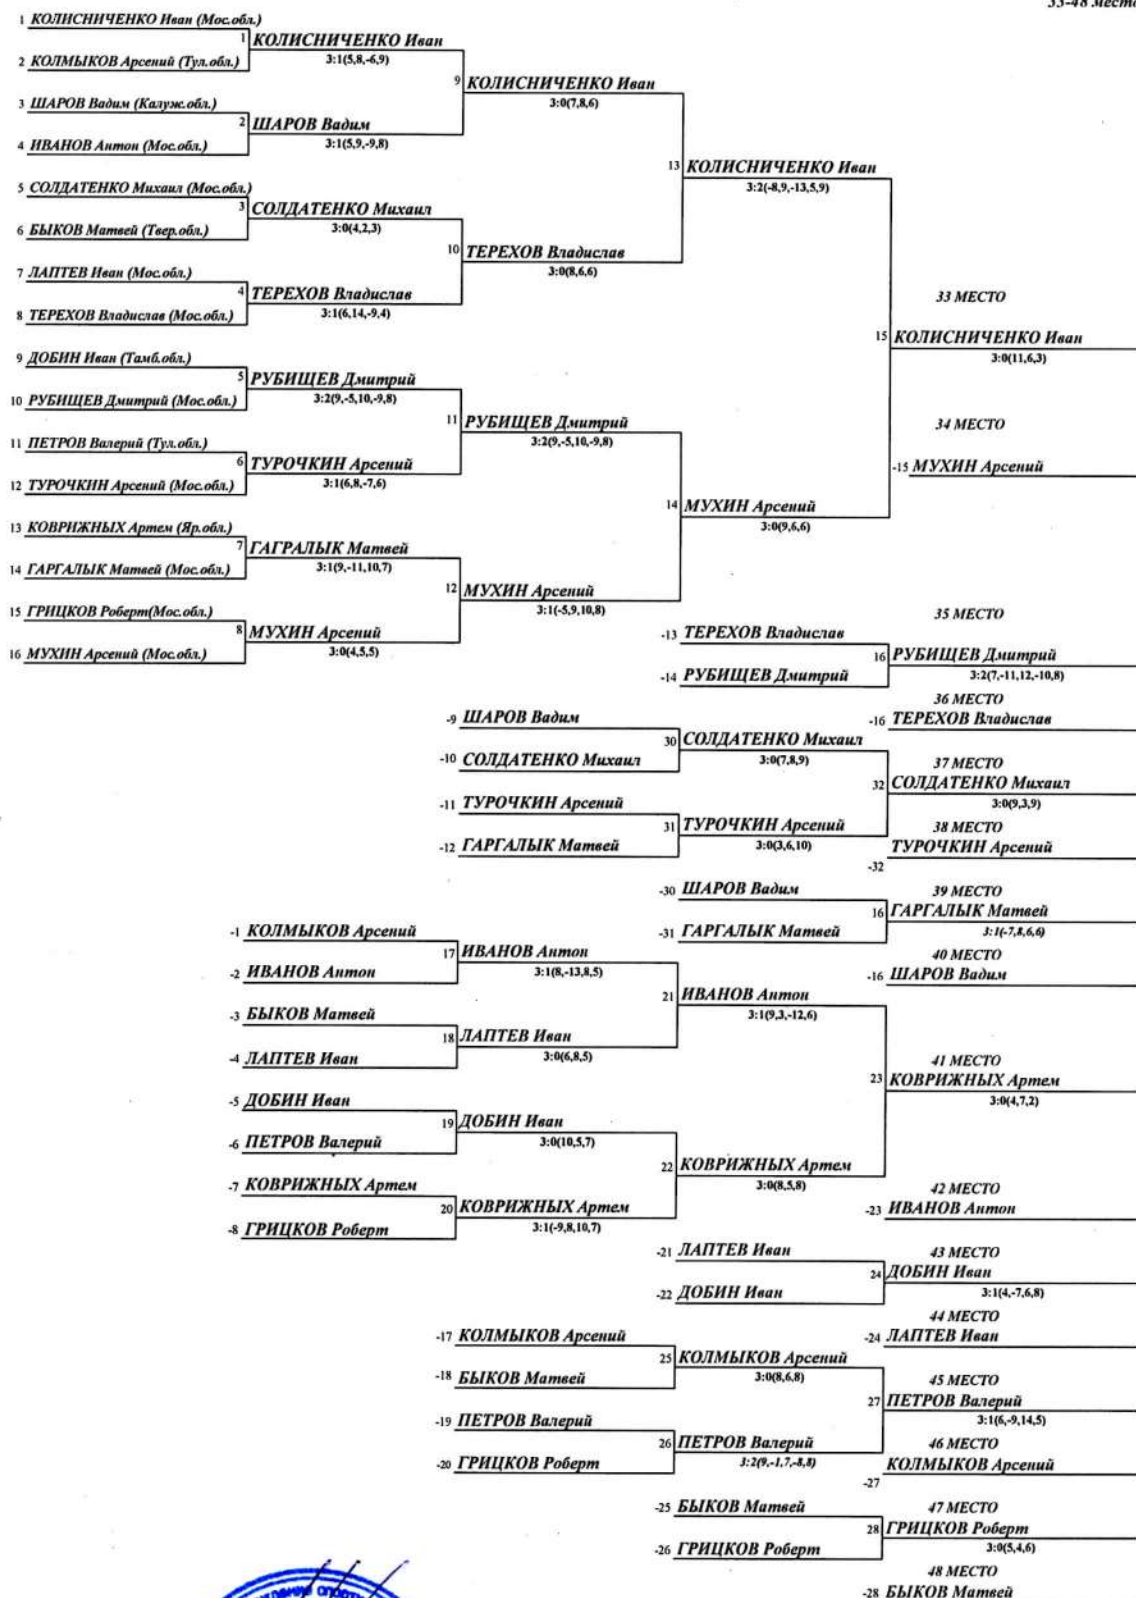 33-48 место
1 КОЛИСНИЧЕНКО Иван (Мос.обл.)
1 КОЛИСНИЧЕНКО Иван
3:1(5,8,-6,9)
2 КОЛМЫКОВ Арсений (Тул.обл.)
9 КОЛИСНИЧЕНКО Иван
3:0(7,8,6)
3 ШАРОВ Вадим (Калуж.обл.)
2 ШАРОВ Вадим
3:1(5,9,-9,8)
4 ИВАНОВ Антон (Мос.обл.)
13 КОЛИСНИЧЕНКО Иван
3:2(-8,9,-13,5,9)
5 СОЛДАТЕНКО Михаил (Мос.обл.)
3 СОЛДАТЕНКО Михаил
3:0(4,2,3)
6 БЫКОВ Матвей (Твер.обл.)
10 ТЕРЕХОВ Владислав
3:0(8,6,6)
7 ЛАПТЕВ Иван (Мос.обл.)
4 ТЕРЕХОВ Владислав
3:1(6,14,-9,4)
8 ТЕРЕХОВ Владислав (Мос.обл.)
33 МЕСТО
15 КОЛИСНИЧЕНКО Иван
3:0(11,6,3)
9 ДОБИН Иван (Тамб.обл.)
5 РУБИЩЕВ Дмитрий
3:2(9,-5,10,-9,8)
10 РУБИЩЕВ Дмитрий (Мос.обл.)
11 РУБИЩЕВ Дмитрий
3:2(9,-5,10,-9,8)
34 МЕСТО
11 ПЕТРОВ Валерий (Тул.обл.)
6 ТУРОЧКИН Арсений
3:1(6,8,-7,6)
-15 МУХИН Арсений
12 ТУРОЧКИН Арсений (Мос.обл.)
14 МУХИН Арсений
3:0(9,6,6)
13 КОВРИЖНЫХ Артем (Яр.обл.)
7 ГАГРАЛЫК Матвей
3:1(9,-11,10,7)
14 ГАРГАЛЫК Матвей (Мос.обл.)
12 МУХИН Арсений
3:1(-5,9,10,8)
15 ГРИЦКОВ Роберт(Мос.обл.)
8 МУХИН Арсений
3:0(4,5,5)
16 МУХИН Арсений (Мос.обл.)
35 МЕСТО
-13 ТЕРЕХОВ Владислав
16 РУБИЩЕВ Дмитрий
3:2(7,-11,12,-10,8)
-14 РУБИЩЕВ Дмитрий
36 МЕСТО
-16 ТЕРЕХОВ Владислав
-9 ШАРОВ Вадим
30 СОЛДАТЕНКО Михаил
3:0(7,8,9)
-10 СОЛДАТЕНКО Михаил
37 МЕСТО
32 СОЛДАТЕНКО Михаил
3:0(9,3,9)
-11 ТУРОЧКИН Арсений
31 ТУРОЧКИН Арсений
3:0(3,6,10)
-12 ГАРГАЛЫК Матвей
38 МЕСТО
ТУРОЧКИН Арсений
-32
-30 ШАРОВ Вадим
39 МЕСТО
16 ГАРГАЛЫК Матвей
3:1(-7,8,6,6)
-31 ГАРГАЛЫК Матвей
40 МЕСТО
-16 ШАРОВ Вадим
-1 КОЛМЫКОВ Арсений
17 ИВАНОВ Антон
3:1(8,-13,8,5)
-2 ИВАНОВ Антон
21 ИВАНОВ Антон
3:1(9,3,-12,6)
-3 БЫКОВ Матвей
18 ЛАПТЕВ Иван
3:0(6,8,5)
-4 ЛАПТЕВ Иван
41 МЕСТО
23 КОВРИЖНЫХ Артем
3:0(4,7,2)
-5 ДОБИН Иван
19 ДОБИН Иван
3:0(10,5,7)
-6 ПЕТРОВ Валерий
22 КОВРИЖНЫХ Артем
3:0(8,5,8)
-7 КОВРИЖНЫХ Артем
20 КОВРИЖНЫХ Артем
3:1(-9,8,10,7)
-8 ГРИЦКОВ Роберт
42 МЕСТО
-23 ИВАНОВ Антон
-21 ЛАПТЕВ Иван
43 МЕСТО
24 ДОБИН Иван
3:1(4,-7,6,8)
-22 ДОБИН Иван
44 МЕСТО
-24 ЛАПТЕВ Иван
-17 КОЛМЫКОВ Арсений
25 КОЛМЫКОВ Арсений
3:0(8,6,8)
-18 БЫКОВ Матвей
45 МЕСТО
27 ПЕТРОВ Валерий
3:1(6,-9,14,5)
-19 ПЕТРОВ Валерий
26 ПЕТРОВ Валерий
3:2(9,-1,7,-8,8)
-20 ГРИЦКОВ Роберт
46 МЕСТО
КОЛМЫКОВ Арсений
-27
-25 БЫКОВ Матвей
47 МЕСТО
28 ГРИЦКОВ Роберт
3:0(5,4,6)
-26 ГРИЦКОВ Роберт
48 МЕСТО
-28 БЫКОВ Матвей